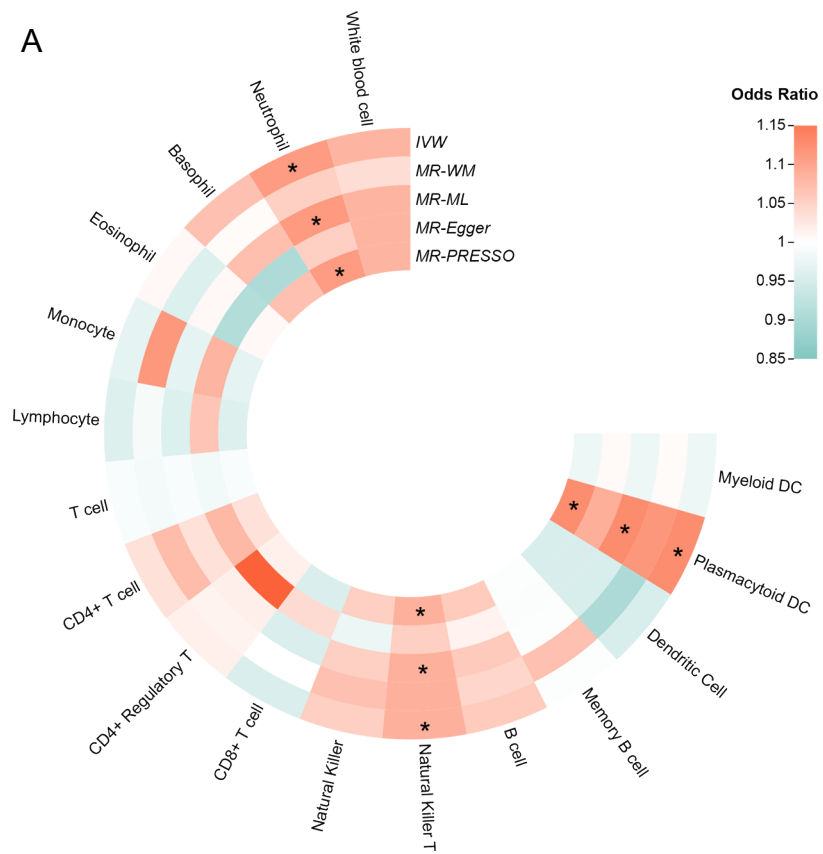 A
White blood cell
Neutrophil
Basophil
Eosinophil
Monocyte
Lymphocyte
T cell
CD4+ T cell
CD4+ Regulatory T
CD8+ T cell
Natural Killer
Natural Killer T
B cell
Memory B cell
Dendritic Cell
Plasmacytoid DC
Myeloid DC
IVW
MR-WM
MR-ML
MR-Egger
MR-PRESSO
*
*
*
*
*
*
*
*
*
Odds Ratio
1.15
1.1
1.05
1
0.95
0.9
0.85